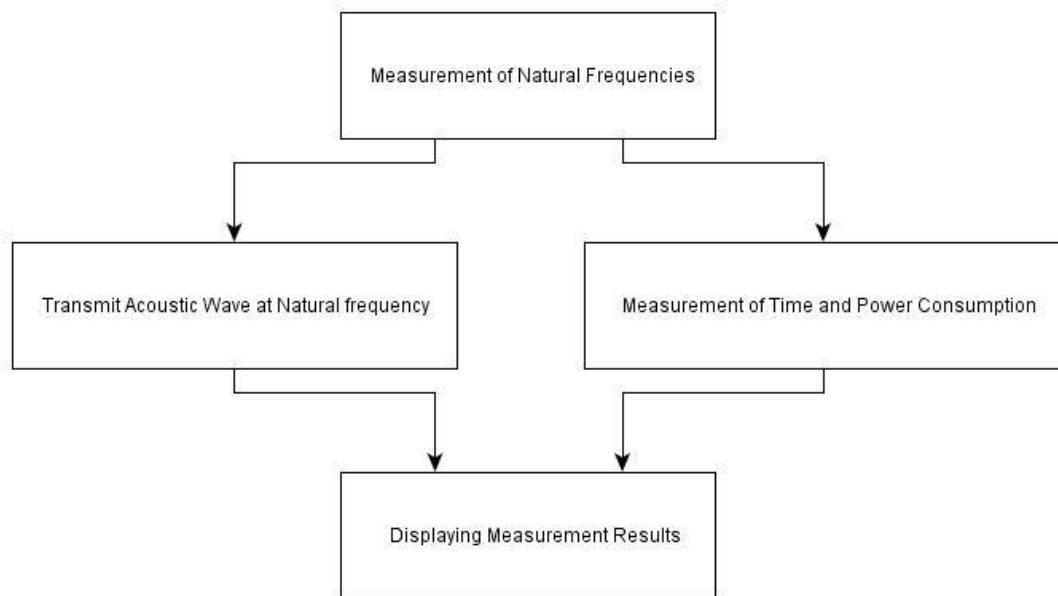 Measurement of Natural Frequencies
Transmit Acoustic Wave at Natural frequency
Measurement of Time and Power Consumption
Displaying Measurement Results